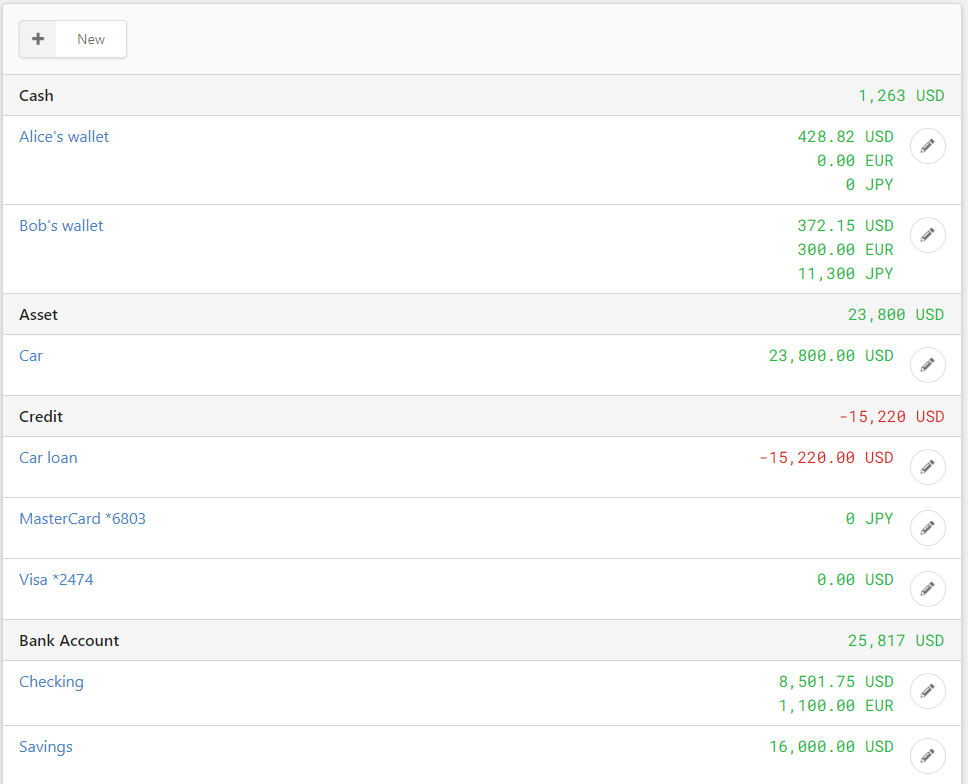 + New
Cash 1,263 USD
Alice's wallet 428.82 USD
0.00 EUR
0 JPY
Bob's wallet 372.15 USD
300.00 EUR
11,300 JPY
Asset 23,800 USD
Car 23,800.00 USD
Credit -15,220 USD
Car loan -15,220.00 USD
MasterCard *6803 0 JPY
Visa *2474 0.00 USD
Bank Account 25,817 USD
Checking 8,501.75 USD
1,100.00 EUR
Savings 16,000.00 USD